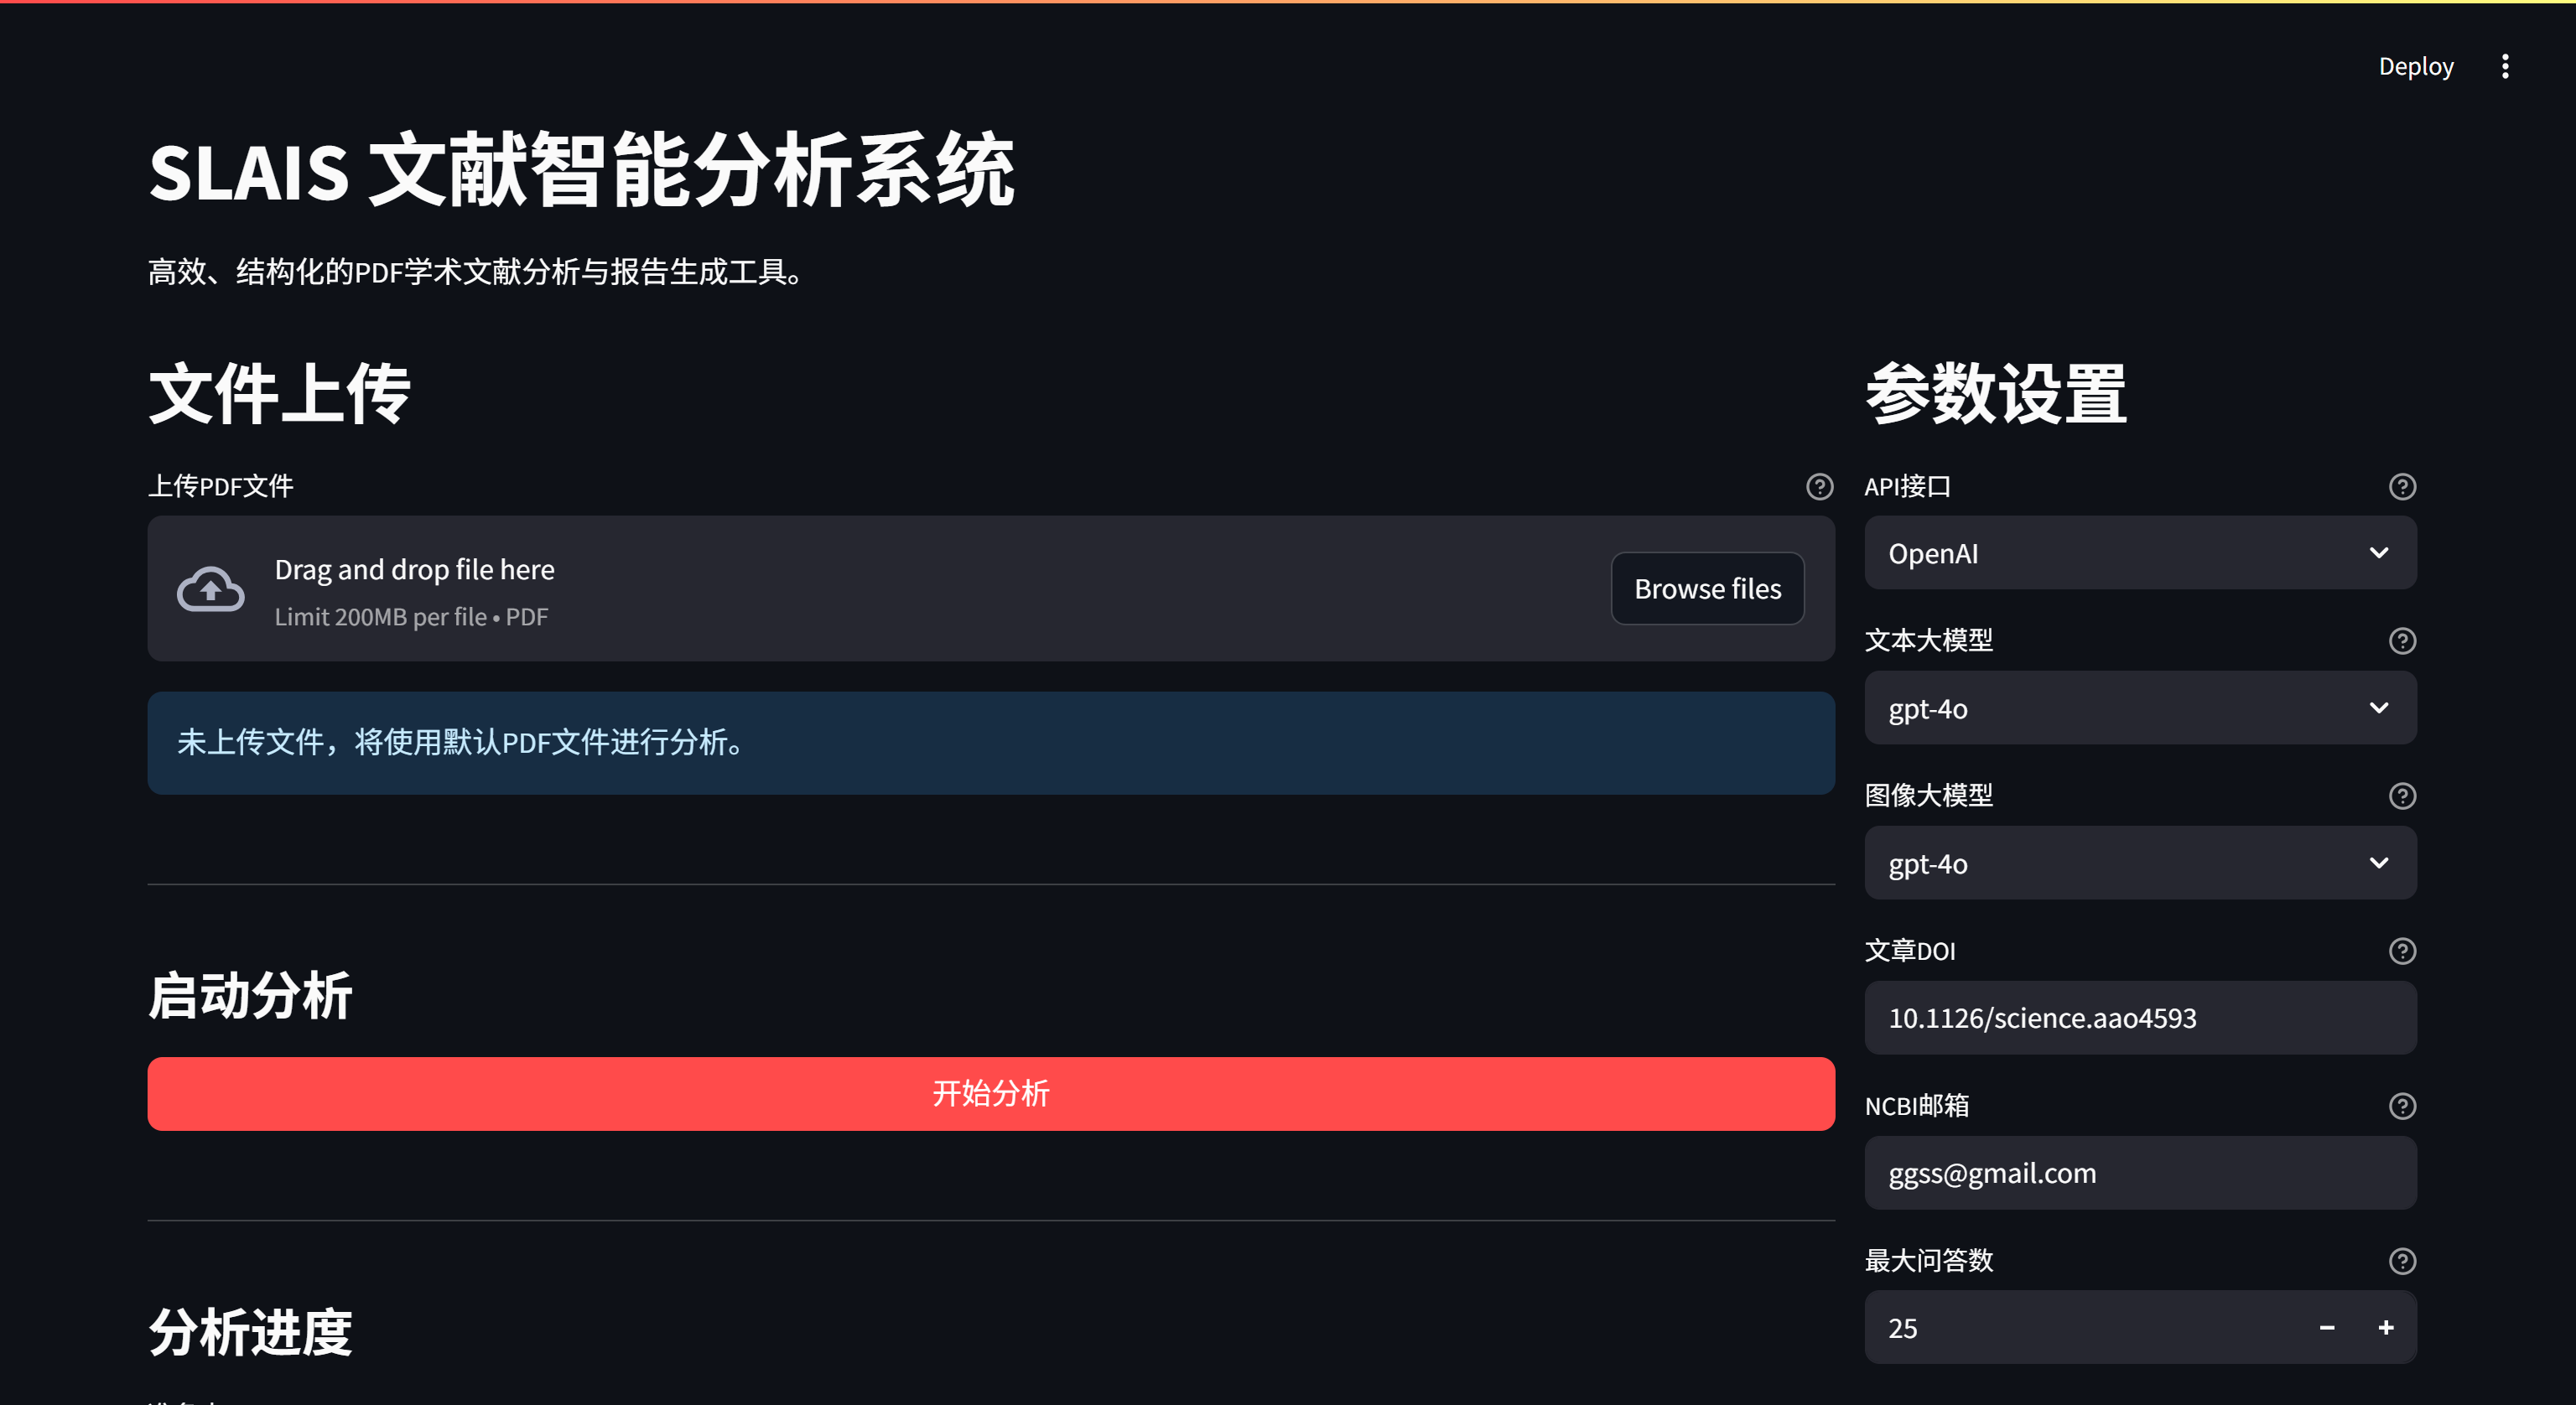 Deploy
SLAIS 文献智能分析系统
高效、结构化的PDF学术文献分析与报告生成工具。
文件上传
上传PDF文件
Drag and drop file here
Limit 200MB per file • PDF
Browse files
未上传文件，将使用默认PDF文件进行分析。
启动分析
开始分析
分析进度
参数设置
API接口
OpenAI
文本大模型
gpt-4o
图像大模型
gpt-4o
文章DOI
10.1126/science.aao4593
NCBI邮箱
ggss@gmail.com
最大问答数
25